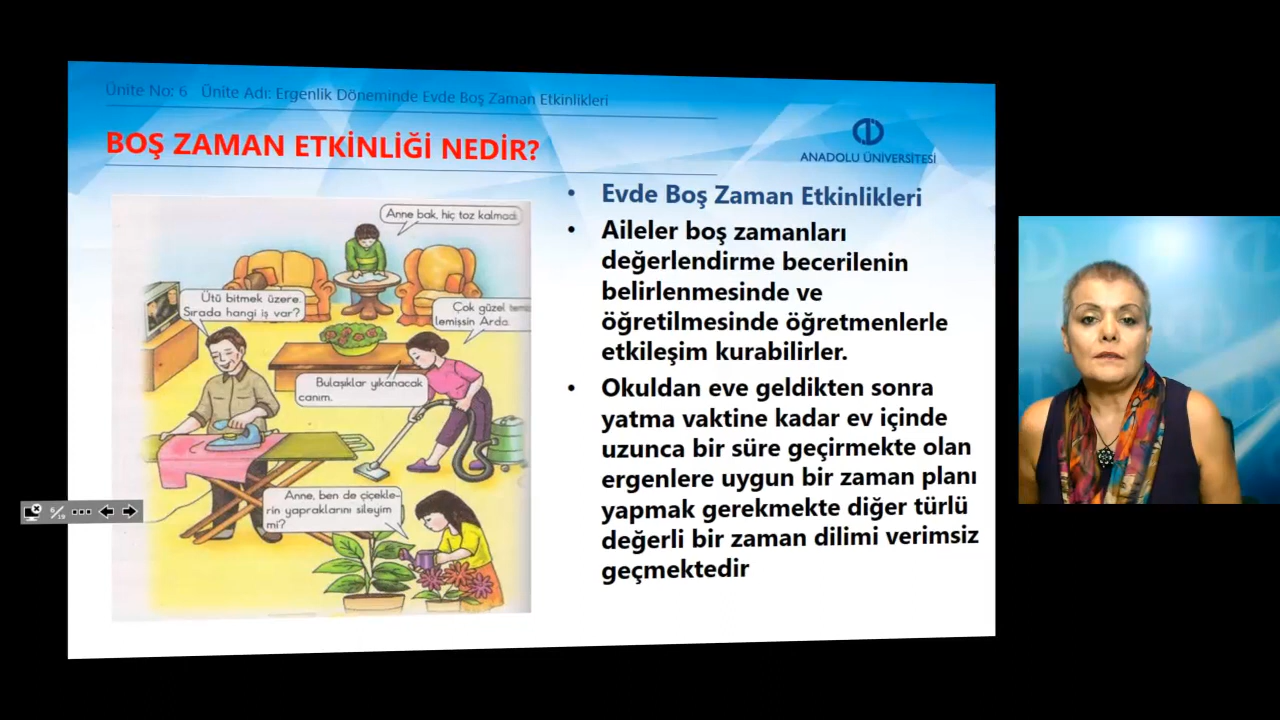 Ünite No: 6 Ünite Adı: Ergenlik Döneminde Evde Boş Zaman Etkinlikleri
BOŞ ZAMAN ETKİNLİĞİ NEDİR?
ANADOLU ÜNİVERSİTESİ
Anne bak, hiç toz kalmadı.
Ütü bitmek üzere.
Sırada hangi iş var?
Çok güzel temiz
lemişsin Arda.
Bulaşıklar yıkanacak
canım.
Anne, ben de çiçekle-
rin yapraklarını sileyim
mi?
• Evde Boş Zaman Etkinlikleri
• Aileler boş zamanları
değerlendirme becerilenin
belirlenmesinde ve
öğretilmesinde öğretmenlerle
etkileşim kurabilirler.
• Okuldan eve geldikten sonra
yatma vaktine kadar ev içinde
uzunca bir süre geçirmekte olan
ergenlere uygun bir zaman planı
yapmak gerekmekte diğer türlü
değerli bir zaman dilimi verimsiz
geçmektedir
6/19